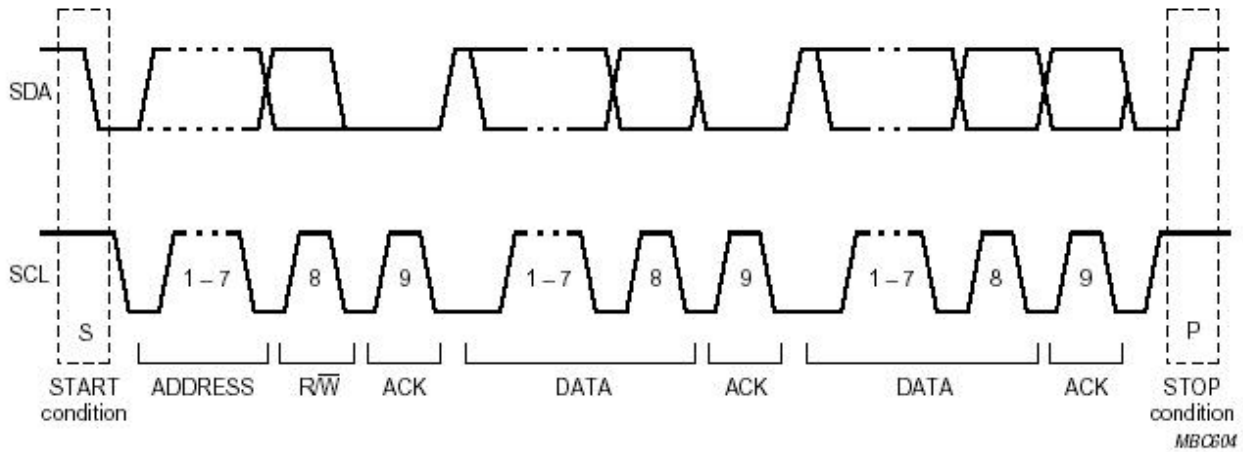 SDA
SCL
1 – 7
8
9
1 – 7
8
9
1 – 7
8
9
S
P
START
condition
ADDRESS
R/W̅
ACK
DATA
ACK
DATA
ACK
STOP
condition
MBC604